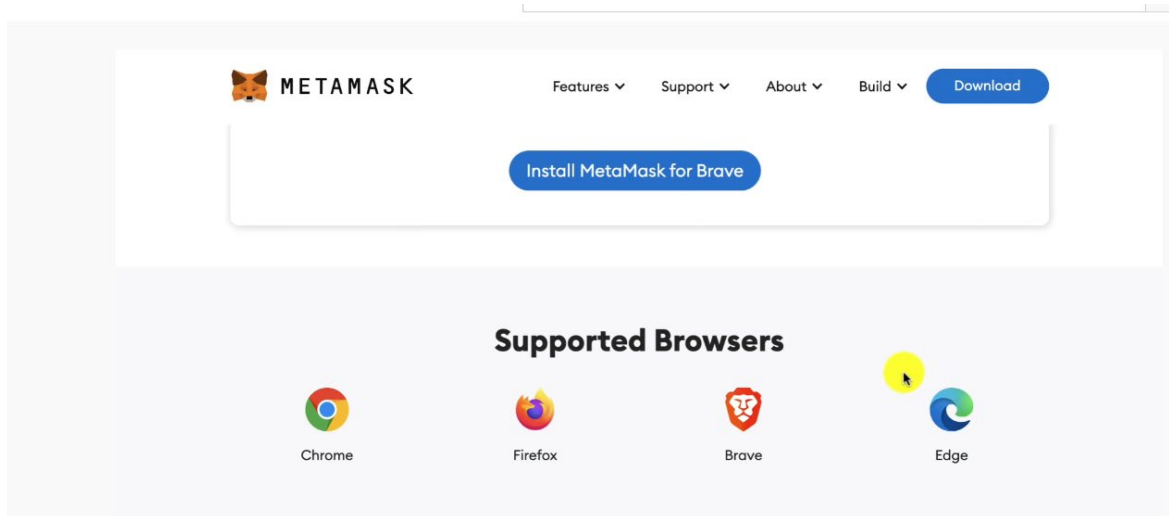 METAMASK Features Support About Build Download
Install MetaMask for Brave
Supported Browsers
Chrome Firefox Brave Edge